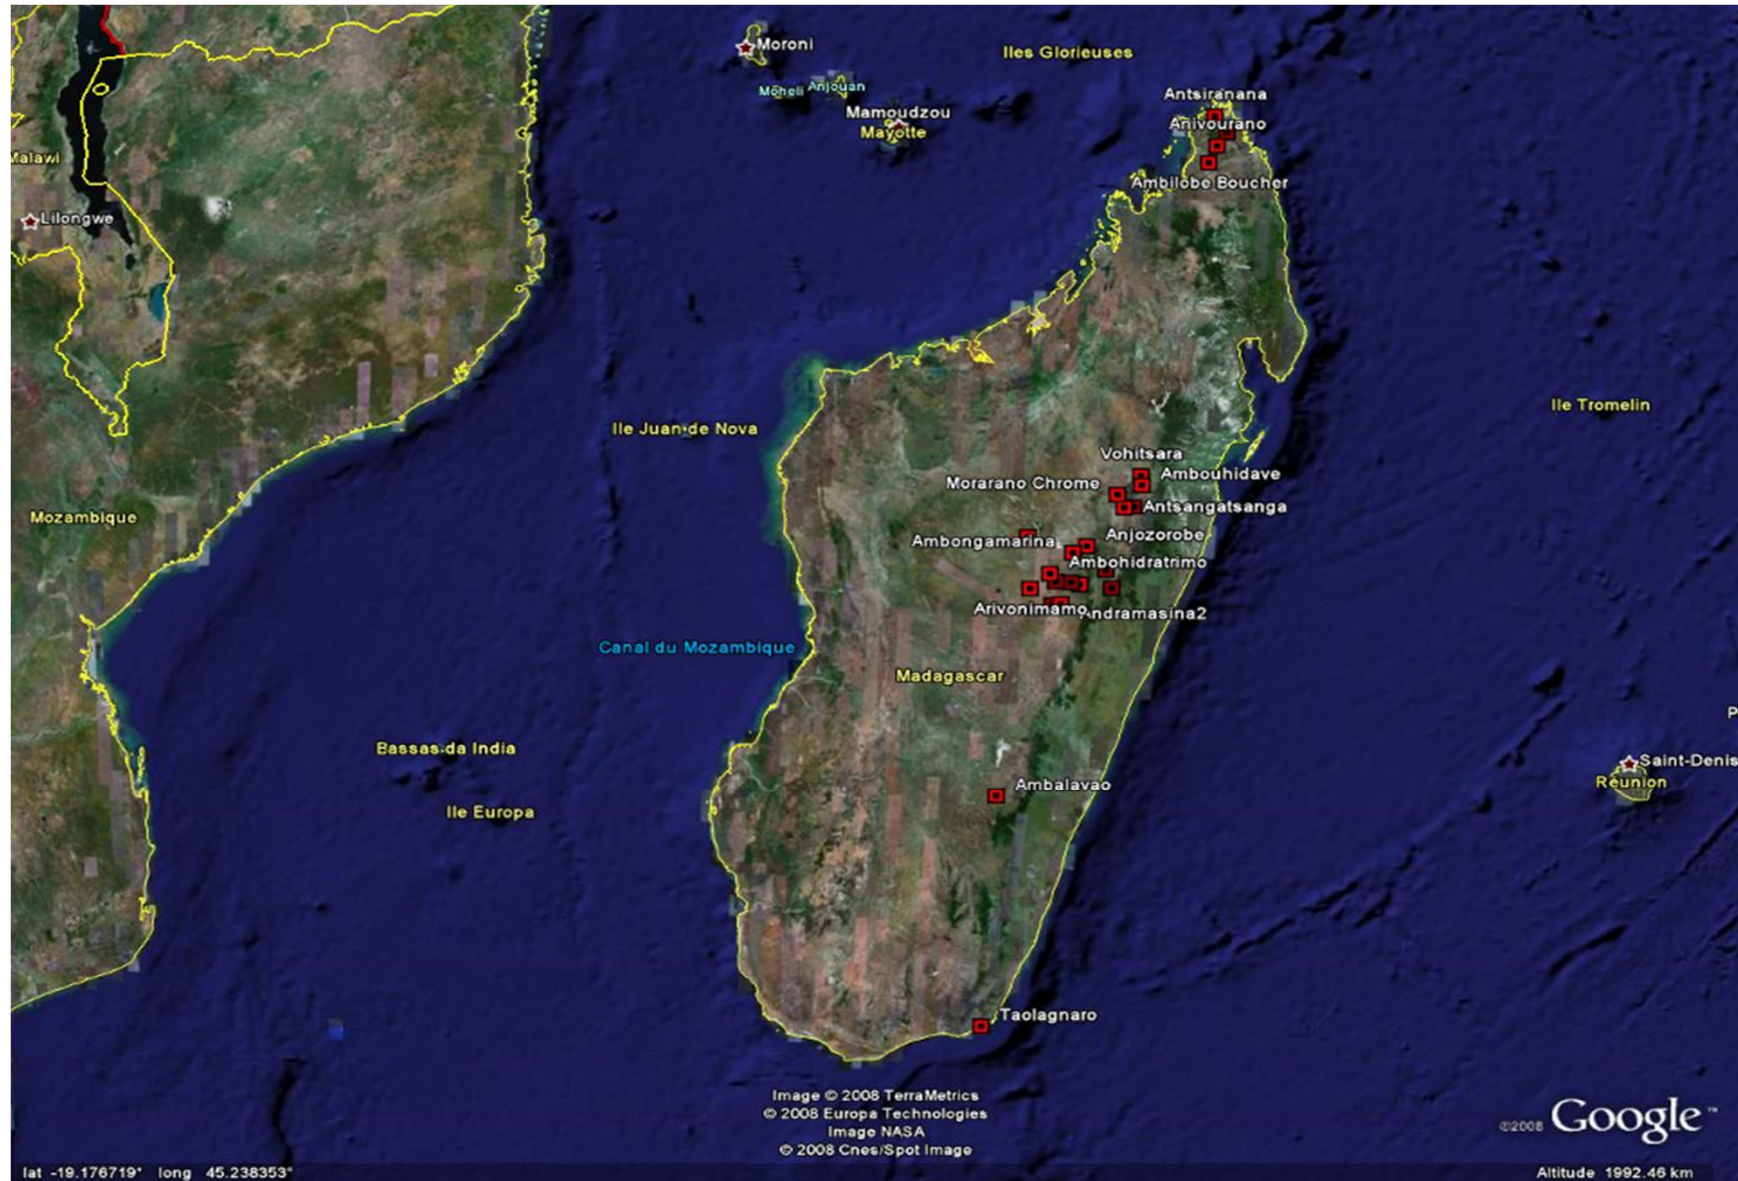 Moroni
Iles Glorieuses
Moheli
Anjouan
Antsiranana
Mamoudzou
Mayotte
Anivourano
Malawi
Ambilobe Boucher
Lilongwe
Ile Tromelin
Ile Juan de Nova
Vohitsara
Ambouhidave
Morarano Chrome
Antsangatsanga
Mozambique
Anjozorobe
Ambongamarina
Ambohidratrimo
Arivonimamo
Andramasina2
Canal du Mozambique
Madagascar
P
Bassas da India
Saint-Denis
Réunion
Ambalavao
Ile Europa
Taolagnaro
Image © 2008 TerraMetrics
© 2008 Europa Technologies
Image NASA
© 2008 Cnes/Spot Image
©2008 Google™
lat -19.176719° long 45.238353°
Altitude 1992.46 km